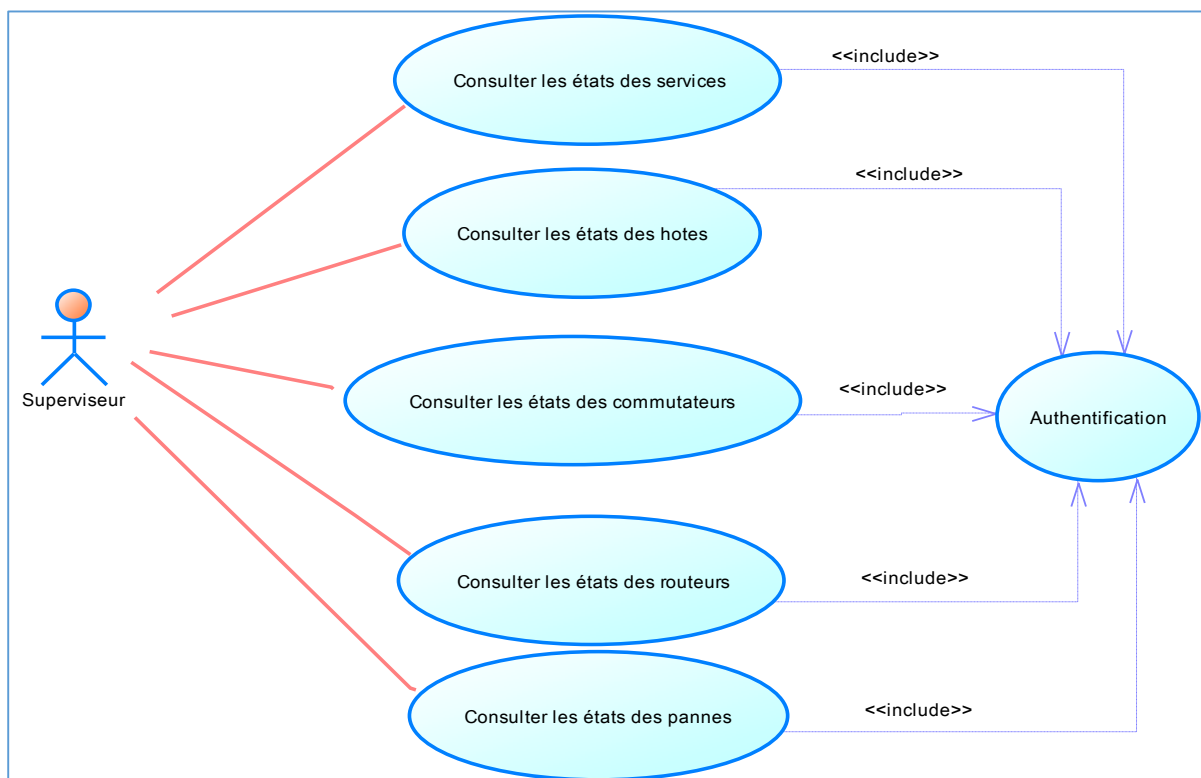 Consulter les états des services
<<include>>
Consulter les états des hotes
<<include>>
Superviseur
Consulter les états des commutateurs
<<include>>
Authentification
Consulter les états des routeurs
<<include>>
Consulter les états des pannes
<<include>>